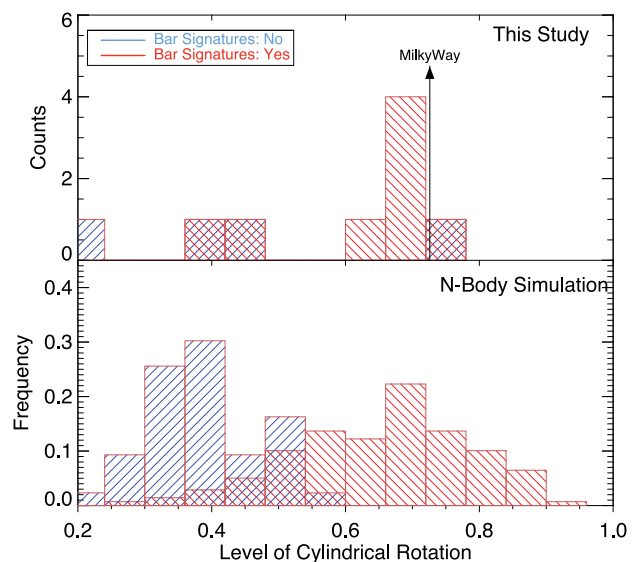 6
Bar Signatures: No
Bar Signatures: Yes
This Study
MilkyWay
4
Counts
2
0
N-Body Simulation
0.4
0.3
Frequency
0.2
0.1
0.0
0.2 0.4 0.6 0.8 1.0
Level of Cylindrical Rotation